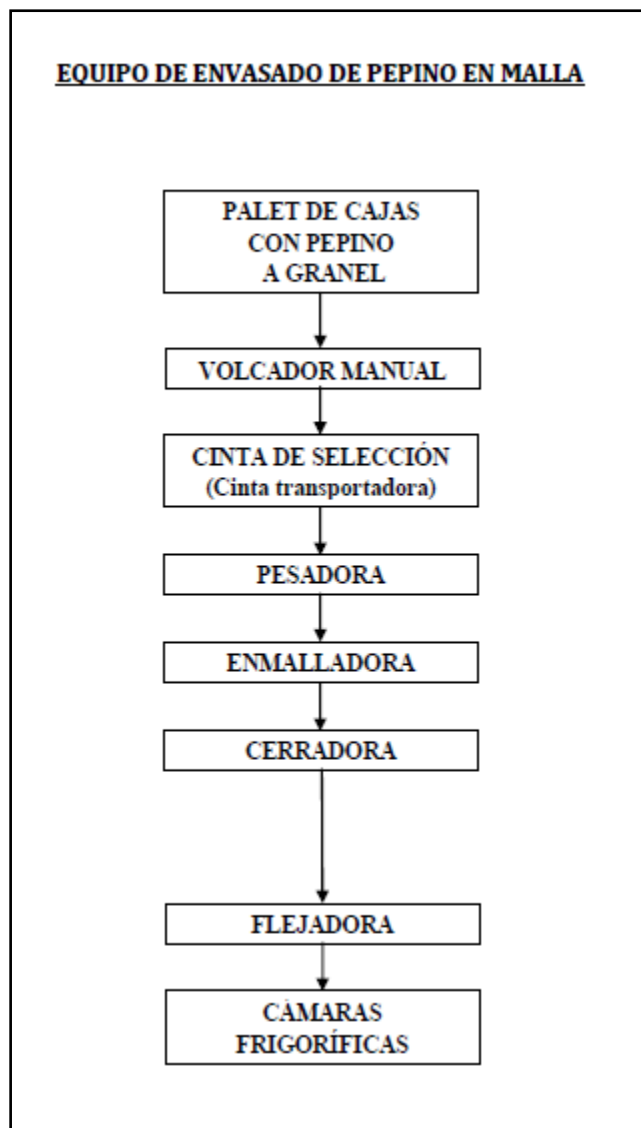 EQUIPO DE ENVASADO DE PEPINO EN MALLA
PALET DE CAJAS
CON PEPINO
A GRANEL
VOLCADOR MANUAL
CINTA DE SELECCIÓN
(Cinta transportadora)
PESADORA
ENMALLADORA
CERRADORA
FLEJADORA
CÁMARAS
FRIGORÍFICAS